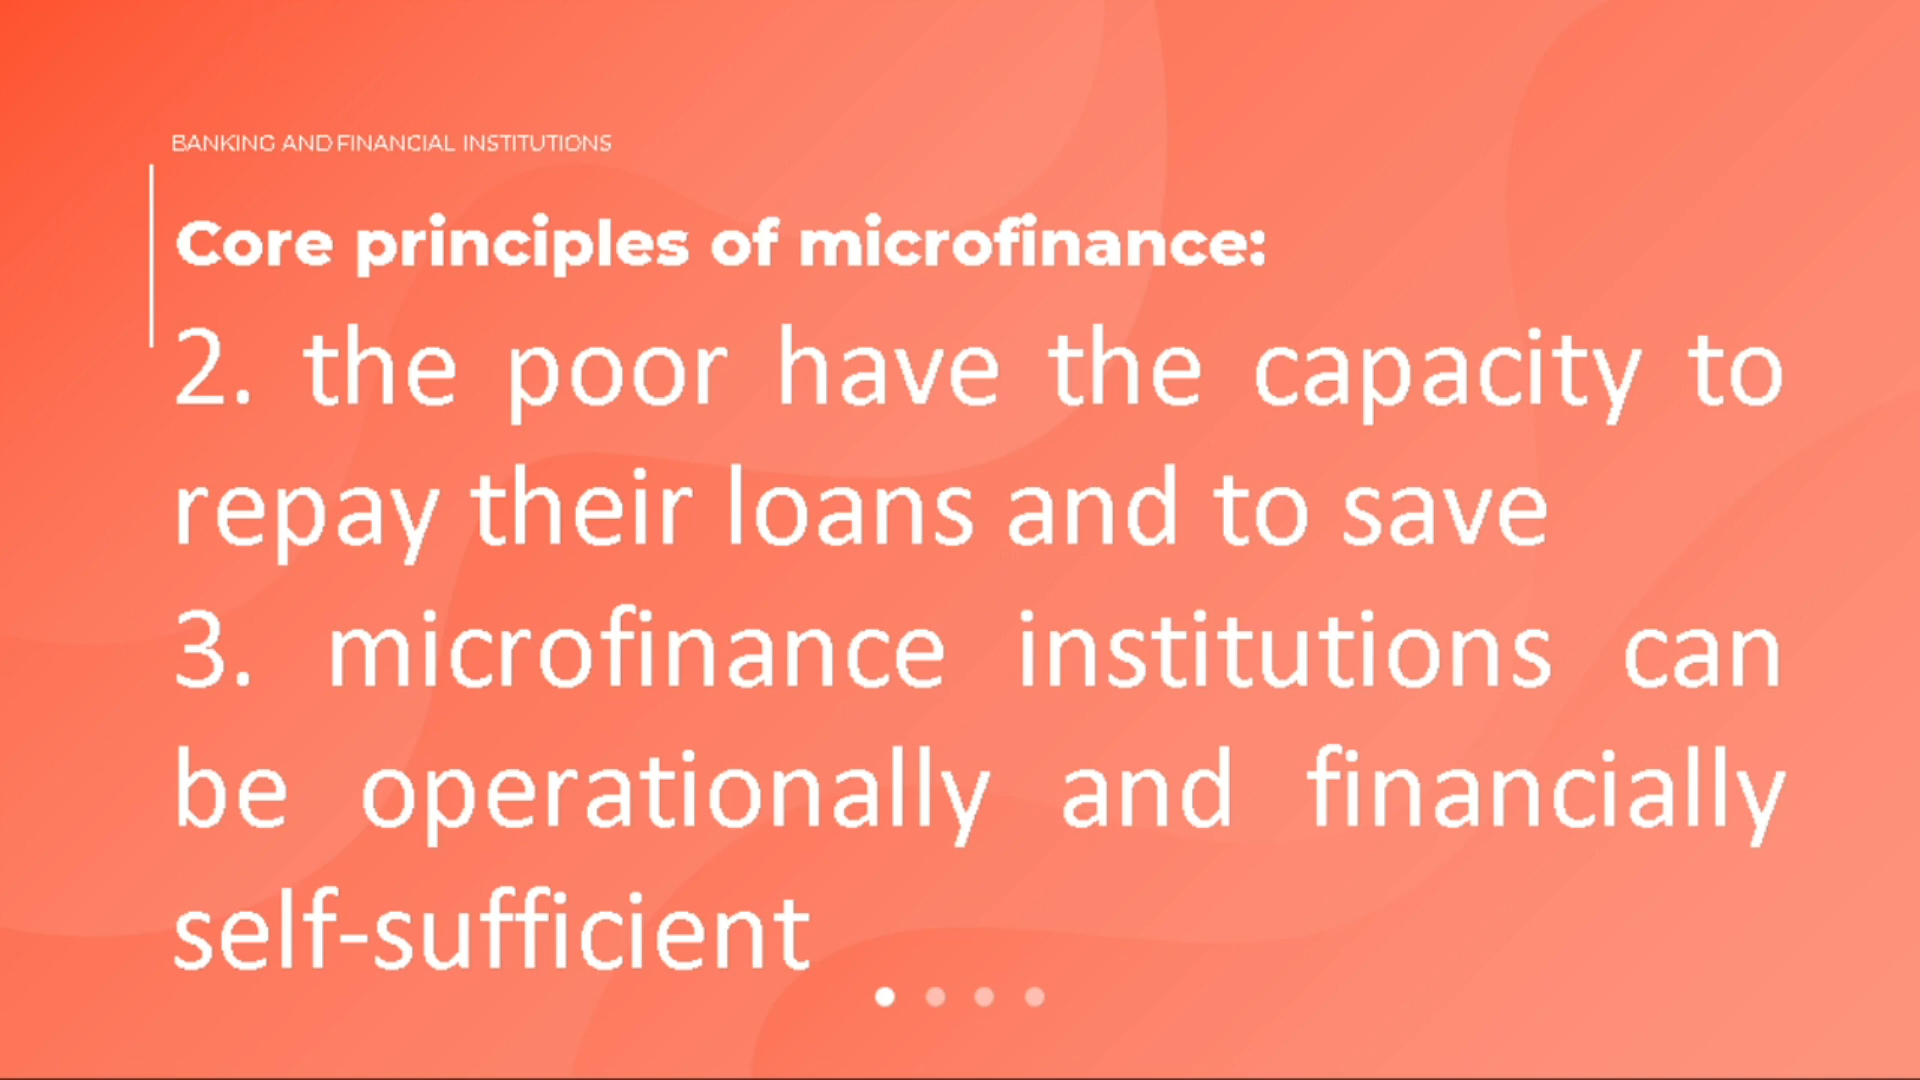 BANKING AND FINANCIAL INSTITUTIONS
Core principles of microfinance:
2. the poor have the capacity to
repay their loans and to save
3. microfinance institutions can
be operationally and financially
self-sufficient